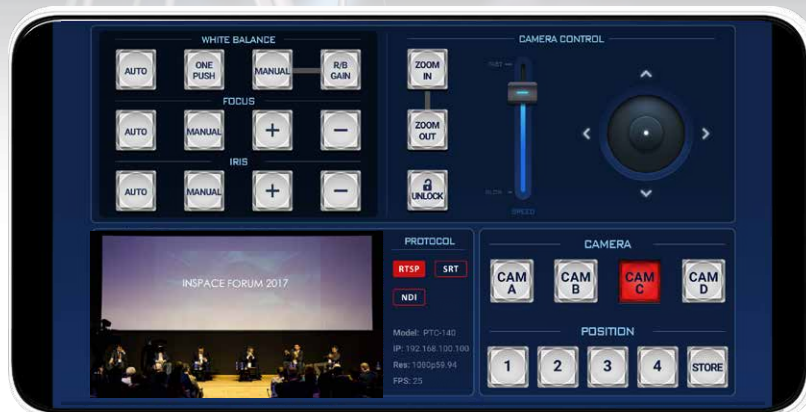 WHITE BALANCE
AUTO
ONE PUSH
MANUAL
R/B GAIN
FOCUS
AUTO
MANUAL
+
−
IRIS
AUTO
MANUAL
+
−
CAMERA CONTROL
ZOOM IN
ZOOM OUT
UNLOCK
FAST
SLOW
SPEED
INSPACE FORUM 2017
PROTOCOL
RTSP
SRT
NDI
Model: PTC-140
IP: 192.168.100.100
Res: 1080p59.94
FPS: 25
CAMERA
CAM A
CAM B
CAM C
CAM D
POSITION
1
2
3
4
STORE